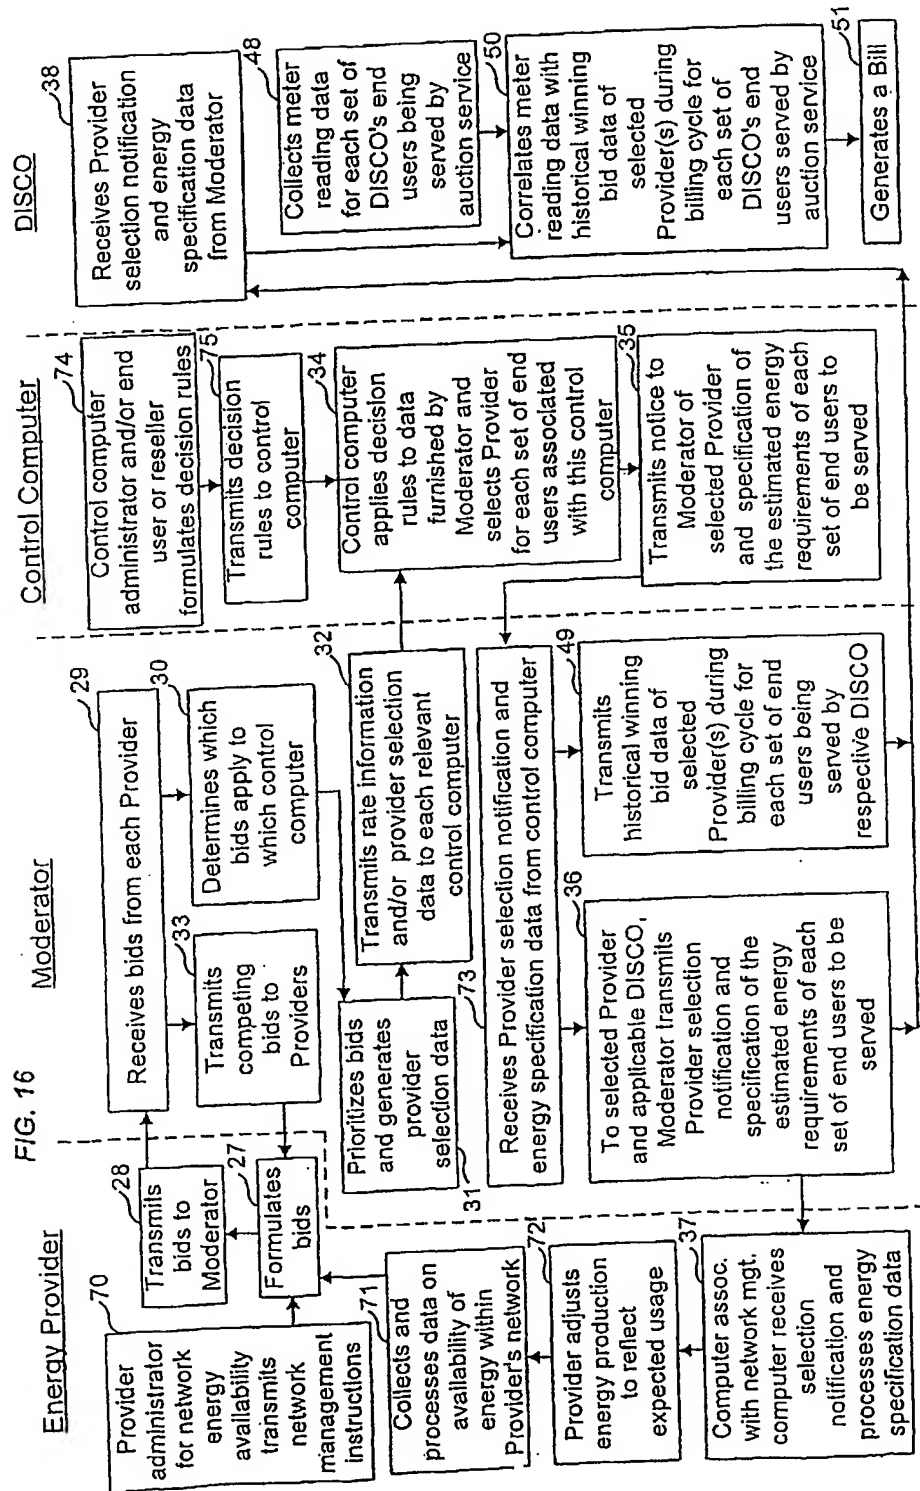 FIG. 16
Energy Provider
70
Provider
administrator
for network
energy
availability
transmits
network
management
instructions
28
Transmits
bids to
Moderator
27
Formulates
bids
71
Collects and
processes data on
availability of
energy within
Provider's network
72
Provider adjusts
energy production
to reflect
expected usage
37
Computer assoc.
with network mgt.
computer receives
selection
notification and
processes energy
specification data
Moderator
29
Receives bids from each Provider
33
Transmits
competing
bids to
Providers
30
Determines which
bids apply to
which control
computer
31
Prioritizes bids
and generates
provider
selection data
32
Transmits rate information
and/or provider selection
data to each relevant
control computer
73
Receives Provider selection notification and
energy specification data from control computer
36
To selected Provider
and applicable DISCO,
Moderator transmits
Provider selection
notification and
specification of the
estimated energy
requirements of each
set of end users to be
served
49
Transmits
historical winning
bid data of
selected
Provider(s) during
billing cycle for
each set of end
users being
served by
respective DISCO
Control Computer
74
Control computer
administrator and/or end
user or reseller
formulates decision rules
75
Transmits decision
rules to control
computer
34
Control computer
applies decision
rules to data
furnished by
Moderator and
selects Provider
for each set of end
users associated
with this control
computer
35
Transmits notice to
Moderator of
selected Provider
and specification of
the estimated energy
requirements of each
set of end users to
be served
DISCO
38
Receives Provider
selection notification
and energy
specification data
from Moderator
48
Collects meter
reading data
for each set of
DISCO's end
users being
served by
auction service
50
Correlates meter
reading data with
historical winning
bid data of
selected
Provider(s) during
billing cycle for
each set of
DISCO's end
users served by
auction service
51
Generates a Bill